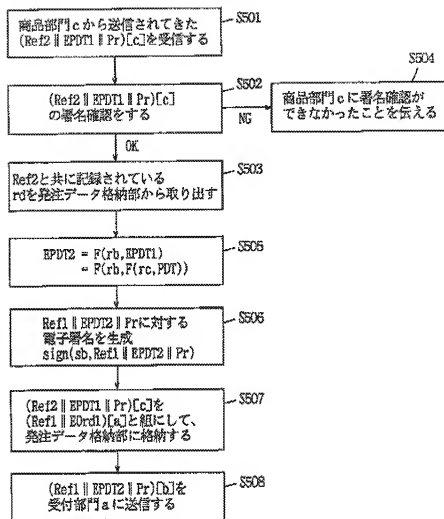 S501
商品部門cから送信されてきた
(Ref2∥EPDT1∥Pr)[c]を受信する
S502
(Ref2∥EPDT1∥Pr)[c]
の署名確認をする
S504
商品部門cに署名確認が
できなかったことを伝える
NG
OK
S503
Ref2と共に記録されている
rdを発注データ格納部から取り出す
S505
EPDT2 = F(rb,EPDT1)
= F(rb,F(rc,PDT))
S506
Ref1∥EPDT2∥Prに対する
電子署名を生成
sign(sb,Ref1∥EPDT2∥Pr)
S507
(Ref2∥EPDT1∥Pr)[c]を
(Ref1∥EOrd1)[a]と組にして、
発注データ格納部に格納する
S508
(Ref1∥EPDT2∥Pr)[b]を
受付部門aに送信する